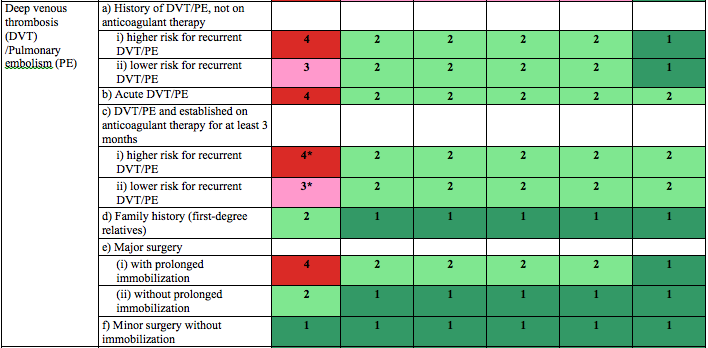 Deep venous
thrombosis
(DVT)
/Pulmonary
embolism (PE)
a) History of DVT/PE, not on
anticoagulant therapy
i) higher risk for recurrent
DVT/PE
4 2 2 2 2 1
ii) lower risk for recurrent
DVT/PE
3 2 2 2 2 1
b) Acute DVT/PE
4 2 2 2 2 2
c) DVT/PE and established on
anticoagulant therapy for at least 3
months
i) higher risk for recurrent
DVT/PE
4* 2 2 2 2 2
ii) lower risk for recurrent
DVT/PE
3* 2 2 2 2 2
d) Family history (first-degree
relatives)
2 1 1 1 1 1
e) Major surgery
(i) with prolonged
immobilization
4 2 2 2 2 1
(ii) without prolonged
immobilization
2 1 1 1 1 1
f) Minor surgery without
immobilization
1 1 1 1 1 1